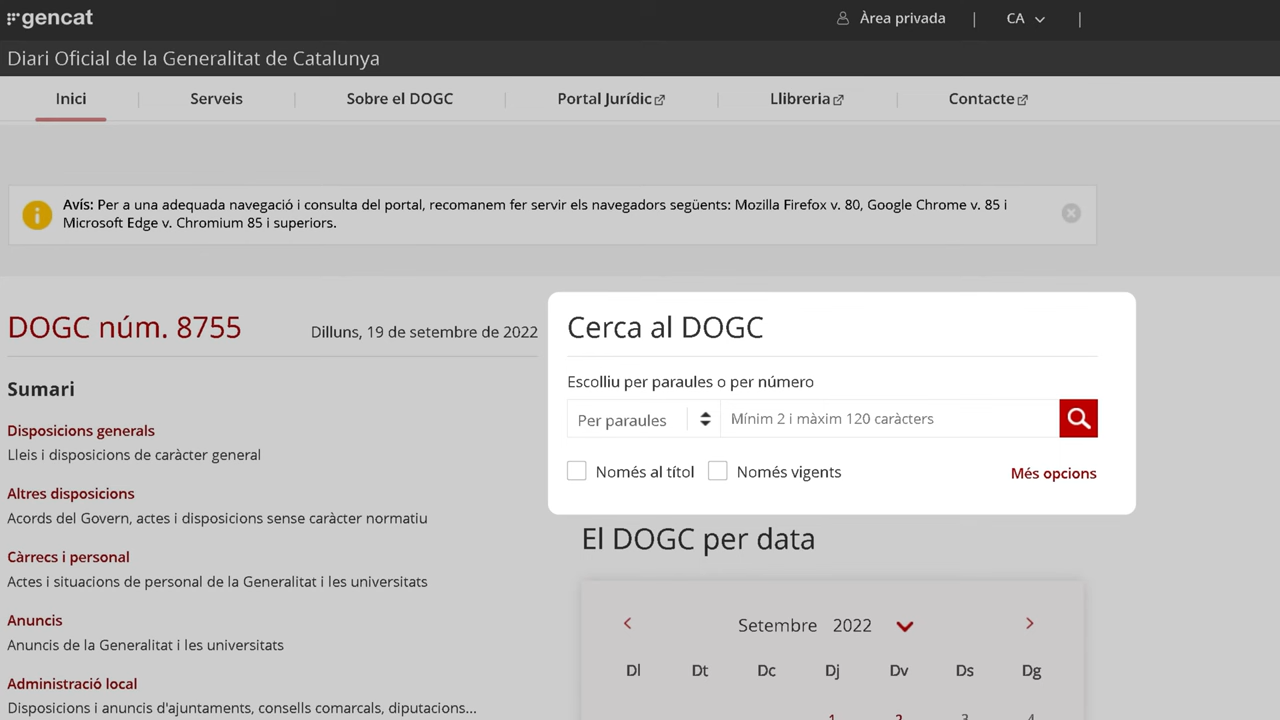 gencat
Àrea privada
CA
Diari Oficial de la Generalitat de Catalunya
Inici
Serveis
Sobre el DOGC
Portal Jurídic
Llibreria
Contacte
Avís: Per a una adequada navegació i consulta del portal, recomanem fer servir els navegadors següents: Mozilla Firefox v. 80, Google Chrome v. 85 i
Microsoft Edge v. Chromium 85 i superiors.
DOGC núm. 8755
Dilluns, 19 de setembre de 2022
Sumari
Disposicions generals
Lleis i disposicions de caràcter general
Altres disposicions
Acords del Govern, actes i disposicions sense caràcter normatiu
Càrrecs i personal
Actes i situacions de personal de la Generalitat i les universitats
Anuncis
Anuncis de la Generalitat i les universitats
Administració local
Disposicions i anuncis d'ajuntaments, consells comarcals, diputacions...
Cerca al DOGC
Escolliu per paraules o per número
Per paraules
Mínim 2 i màxim 120 caràcters
Només al títol
Només vigents
Més opcions
El DOGC per data
Setembre 2022
Dl Dt Dc Dj Dv Ds Dg
1 2 3 4